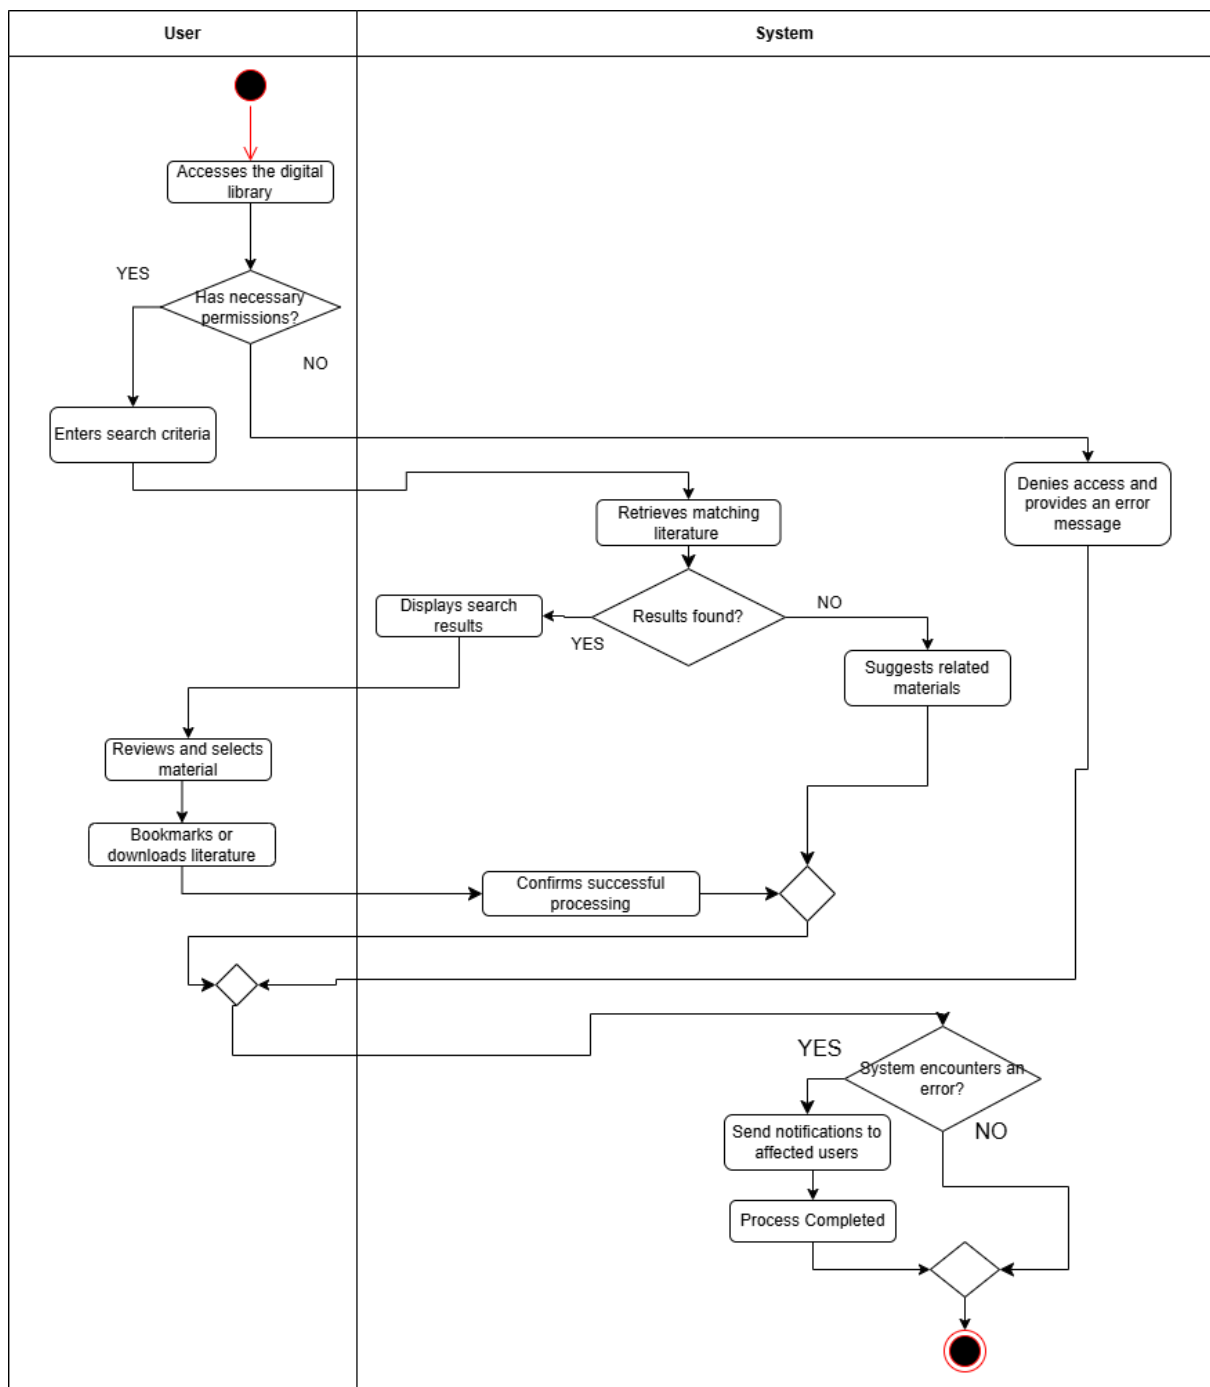 User
System
Accesses the digital
library
YES
Has necessary
permissions?
NO
Enters search criteria
Denies access and
provides an error
message
Retrieves matching
literature
Displays search
results
Results found?
NO
YES
Suggests related
materials
Reviews and selects
material
Bookmarks or
downloads literature
Confirms successful
processing
YES
System encounters an
error?
NO
Send notifications to
affected users
Process Completed